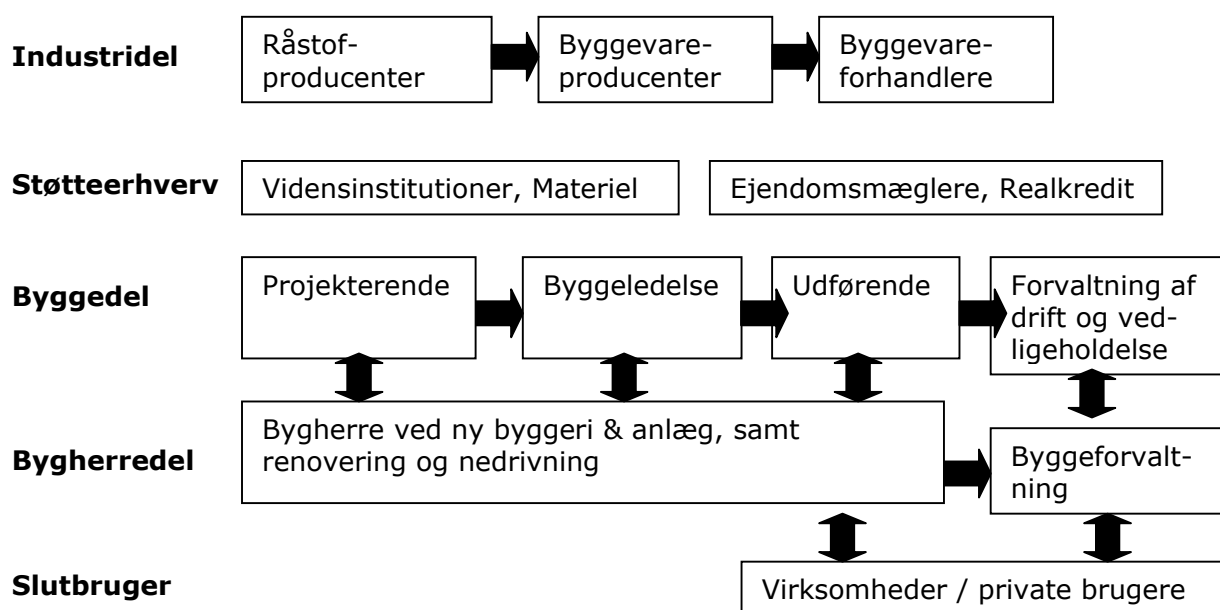 Industridel
Råstof-
producenter
Byggevare-
producenter
Byggevare-
forhandlere
Støtteerhverv
Vidensinstitutioner, Materiel
Ejendomsmæglere, Realkredit
Byggedel
Projekterende
Byggeledelse
Udførende
Forvaltning af
drift og ved-
ligeholdelse
Bygherredel
Bygherre ved ny byggeri & anlæg, samt
renovering og nedrivning
Byggeforvalt-
ning
Slutbruger
Virksomheder / private brugere